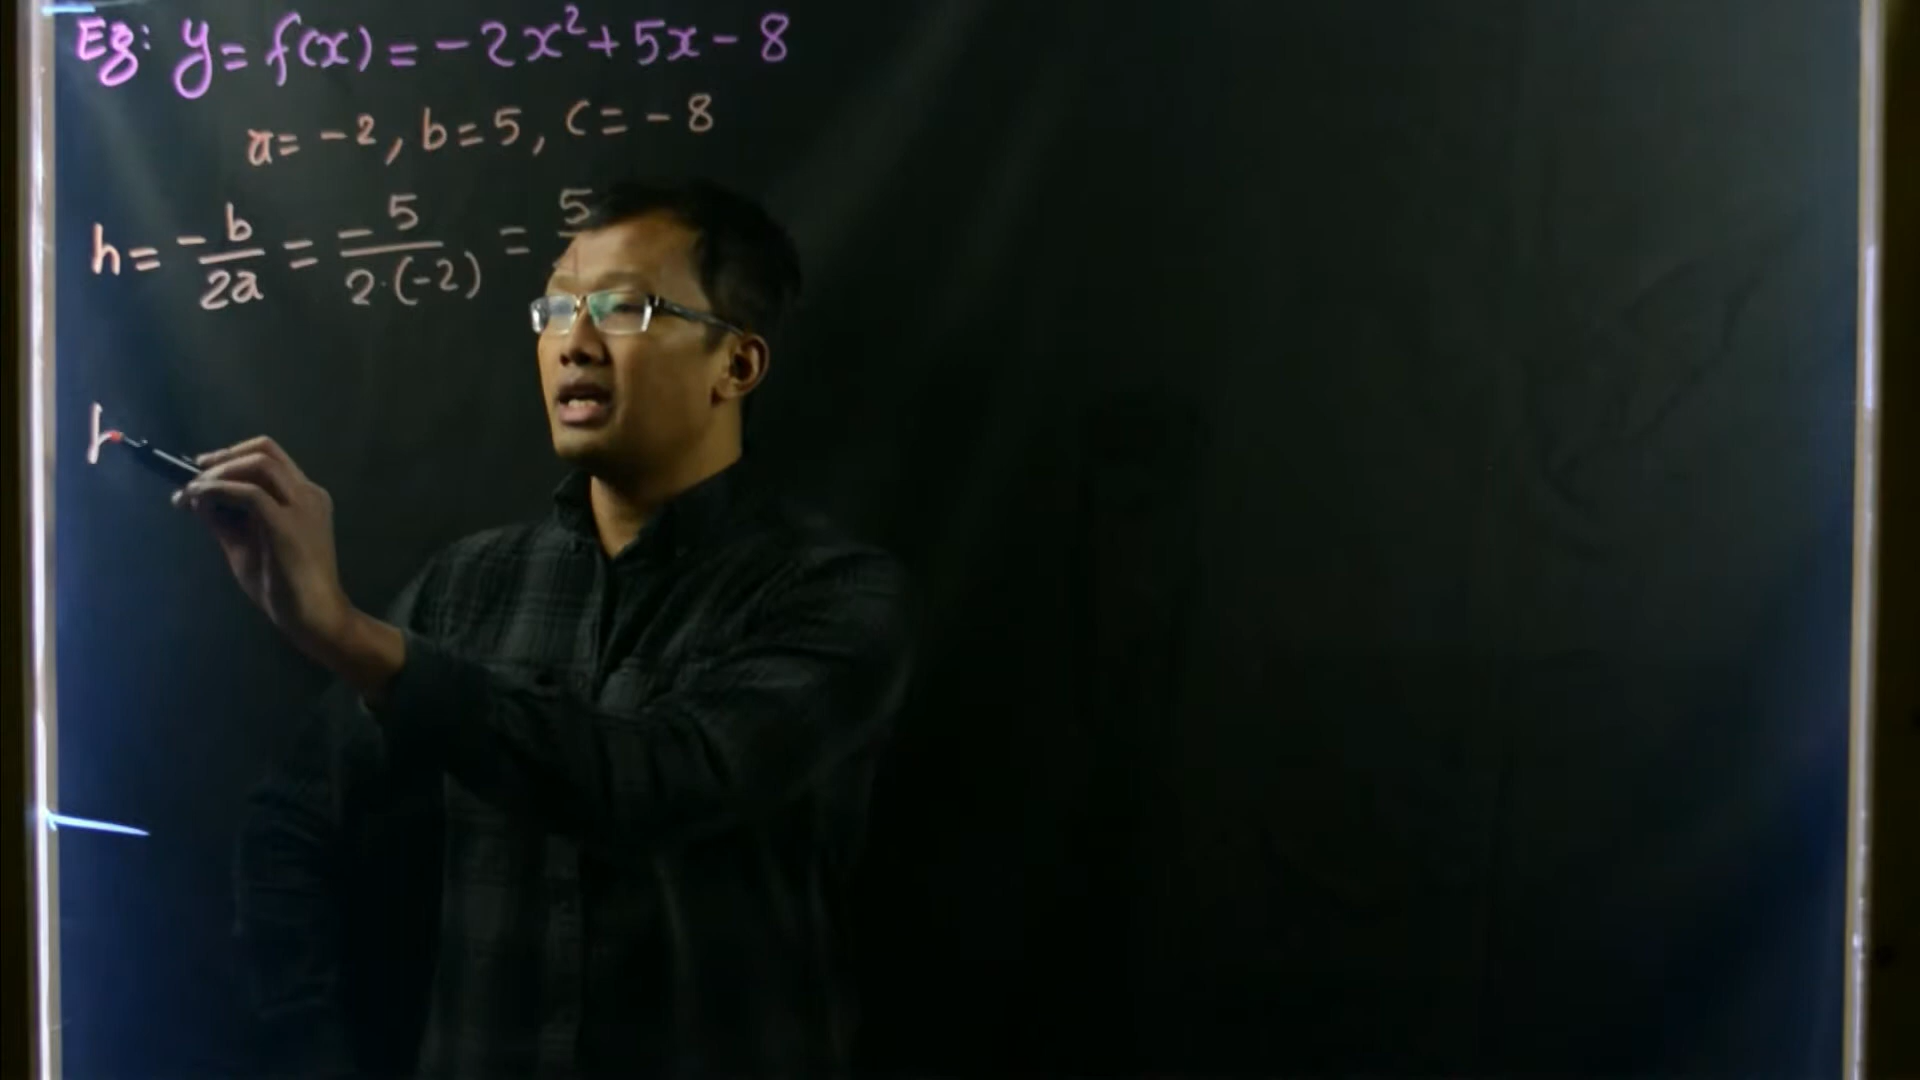 Eg: y = f(x) = -2x² + 5x - 8
a = -2, b = 5, c = -8
h = -b/2a = -5/2·(-2) = 5